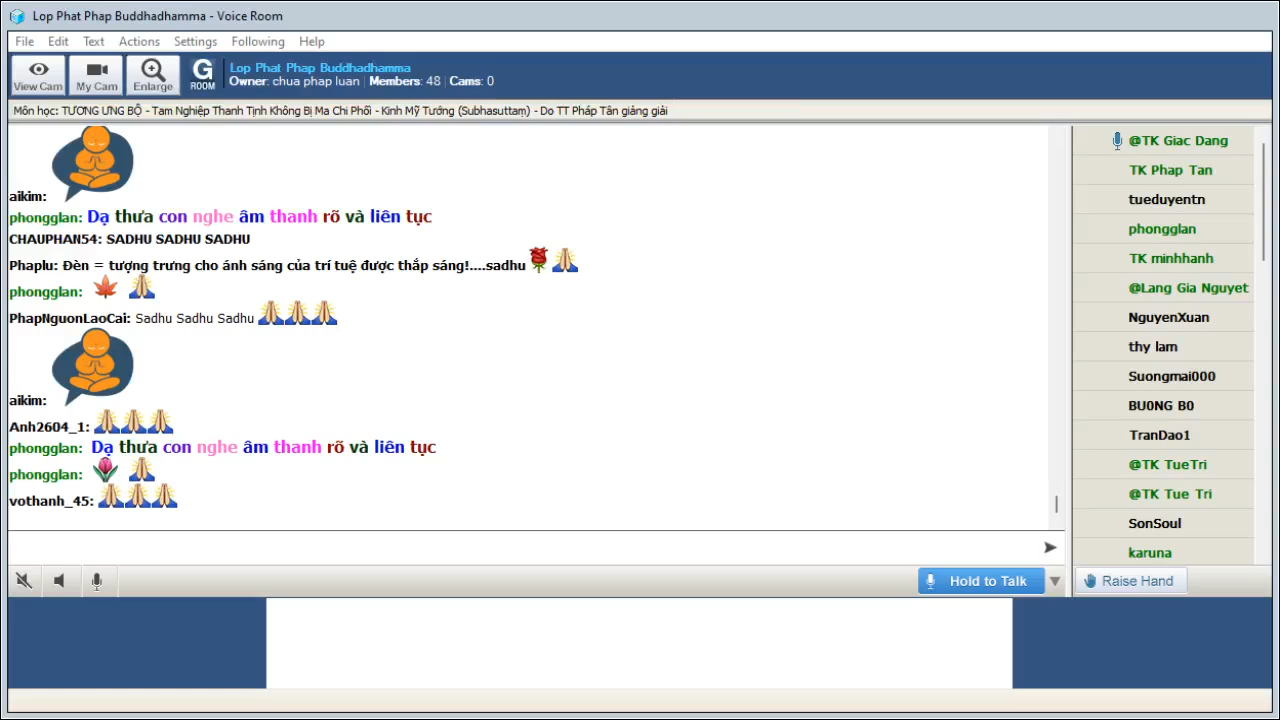 Lop Phat Phap Buddhadhamma - Voice Room
File Edit Text Actions Settings Following Help
View Cam My Cam Enlarge G ROOM
Lop Phat Phap Buddhadhamma
Owner: chua phap luan | Members: 48 | Cams: 0
Môn học: TƯƠNG ƯNG BỘ - Tam Nghiệp Thanh Tịnh Không Bị Ma Chi Phối - Kinh Mỹ Tướng (Subhasuttaṃ) - Do TT Pháp Tân giảng giải
aikim:
phongglan: Dạ thưa con nghe âm thanh rõ và liên tục
CHAUPHAN54: SADHU SADHU SADHU
Phaplu: Đèn = tượng trưng cho ánh sáng của trí tuệ được thắp sáng!....sadhu
phongglan:
PhapNguonLaoCai: Sadhu Sadhu Sadhu
aikim:
Anh2604_1:
phongglan: Dạ thưa con nghe âm thanh rõ và liên tục
phongglan:
vothanh_45:
@TK Giac Dang
TK Phap Tan
tueduyentn
phongglan
TK minhhanh
@Lang Gia Nguyet
NguyenXuan
thy lam
Suongmai000
BU0NG B0
TranDao1
@TK TueTri
@TK Tue Tri
SonSoul
karuna
Hold to Talk
Raise Hand